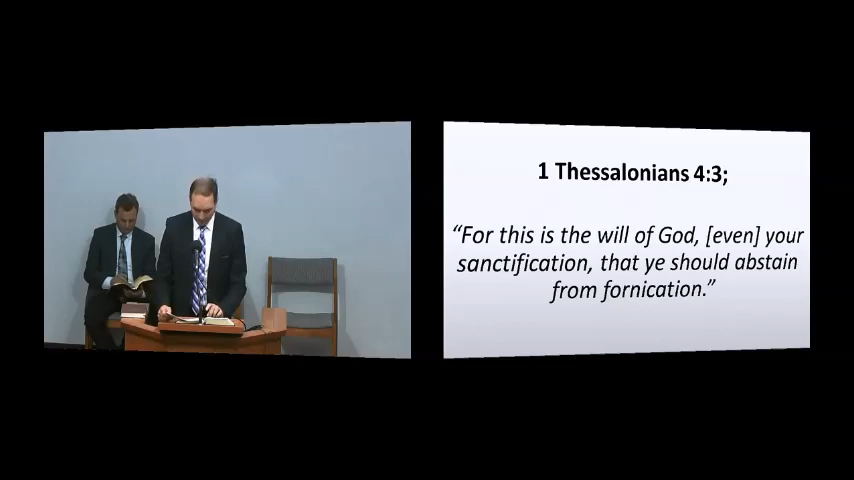 1 Thessalonians 4:3;
“For this is the will of God, [even] your
sanctification, that ye should abstain
from fornication.”